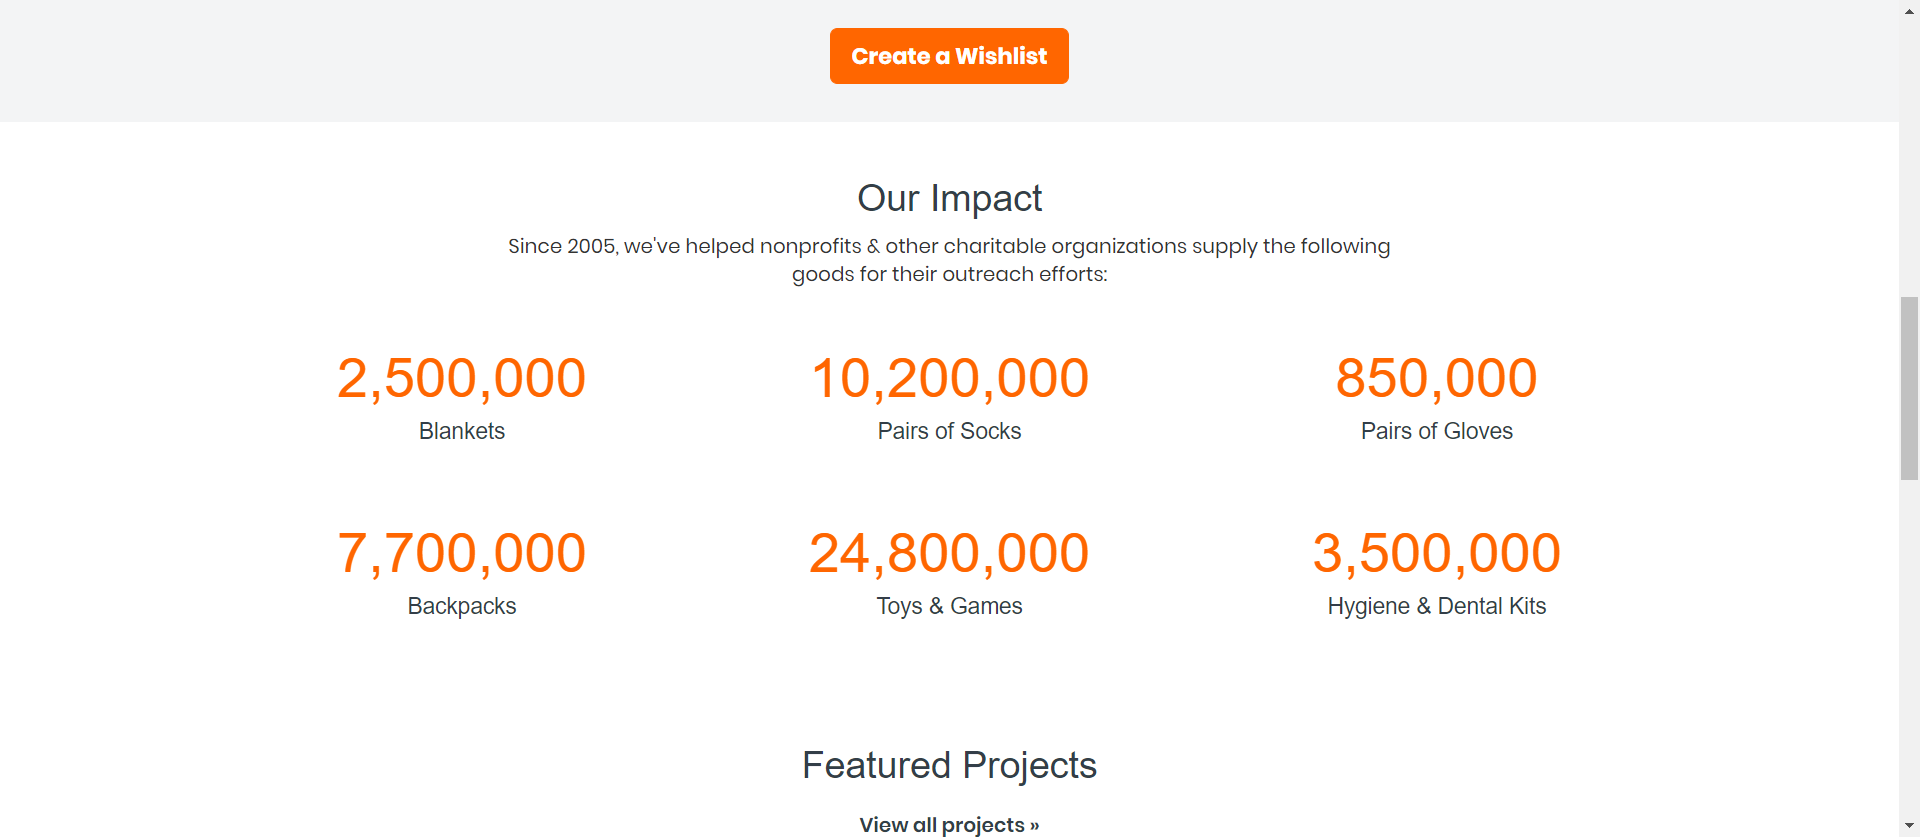 Create a Wishlist
Our Impact
Since 2005, we've helped nonprofits & other charitable organizations supply the following
goods for their outreach efforts:
2,500,000
Blankets
10,200,000
Pairs of Socks
850,000
Pairs of Gloves
7,700,000
Backpacks
24,800,000
Toys & Games
3,500,000
Hygiene & Dental Kits
Featured Projects
View all projects »